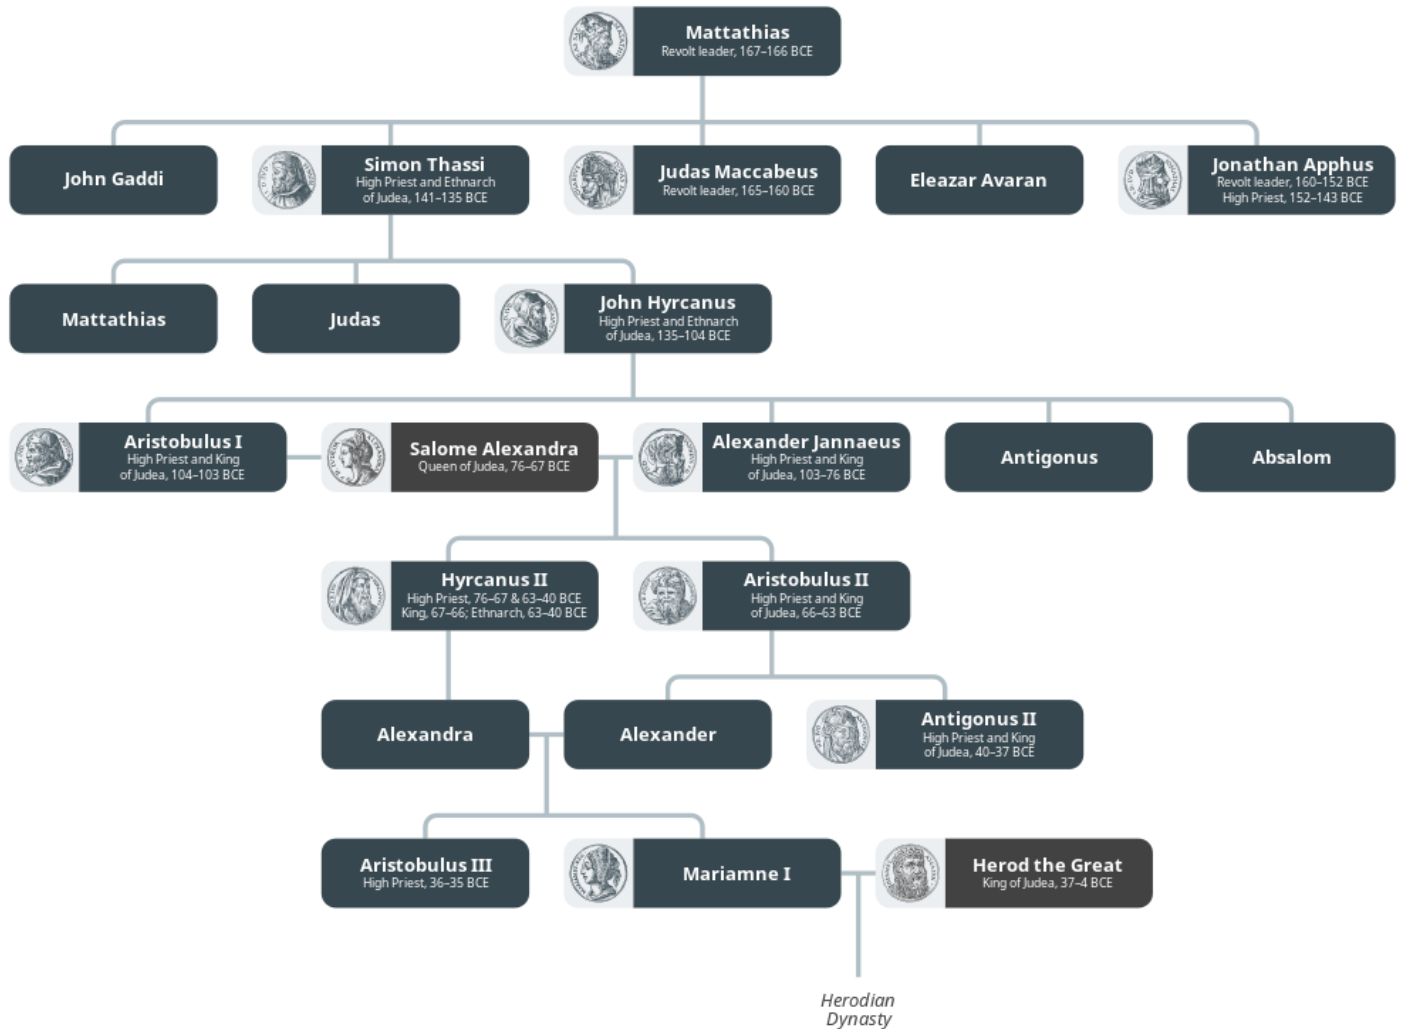 Mattathias
Revolt leader, 167–166 BCE
John Gaddi
Simon Thassi
High Priest and Ethnarch
of Judea, 141–135 BCE
Judas Maccabeus
Revolt leader, 165–160 BCE
Eleazar Avaran
Jonathan Apphus
Revolt leader, 160–152 BCE
High Priest, 152–143 BCE
Mattathias
Judas
John Hyrcanus
High Priest and Ethnarch
of Judea, 135–104 BCE
Aristobulus I
High Priest and King
of Judea, 104–103 BCE
Salome Alexandra
Queen of Judea, 76–67 BCE
Alexander Jannaeus
High Priest and King
of Judea, 103–76 BCE
Antigonus
Absalom
Hyrcanus II
High Priest, 76–67 & 63–40 BCE
King, 67–66; Ethnarch, 63–40 BCE
Aristobulus II
High Priest and King
of Judea, 66–63 BCE
Alexandra
Alexander
Antigonus II
High Priest and King
of Judea, 40–37 BCE
Aristobulus III
High Priest, 36–35 BCE
Mariamne I
Herod the Great
King of Judea, 37–4 BCE
Herodian
Dynasty